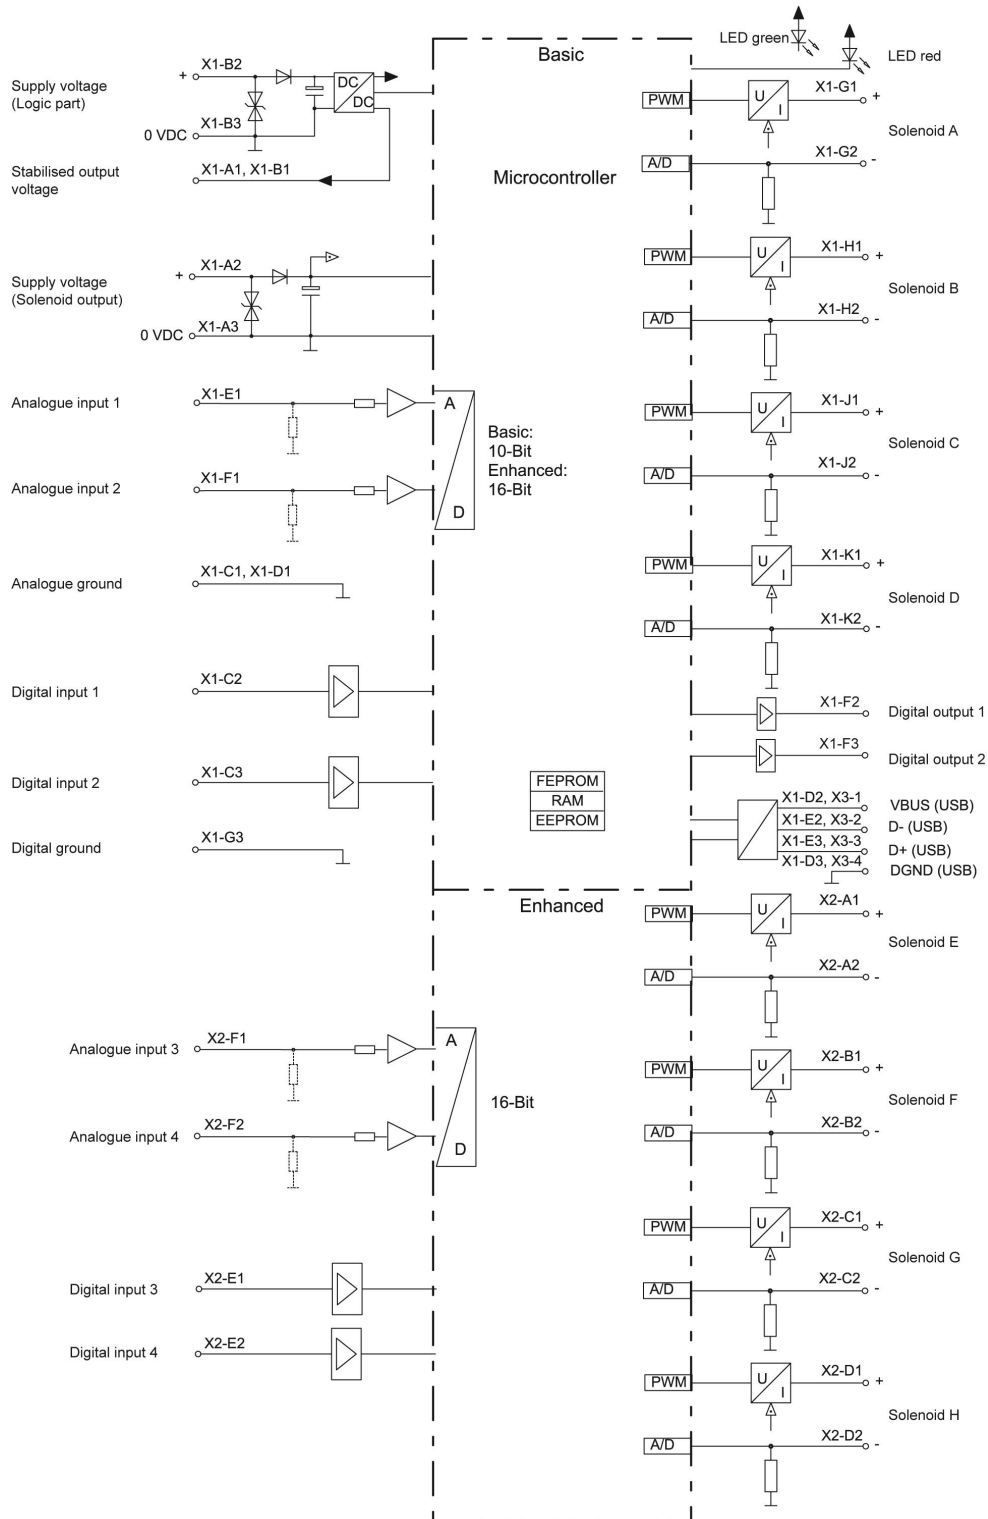 LED green
LED red
Basic
Microcontroller
Supply voltage
(Logic part)
+
X1-B2
DC
DC
0 VDC
X1-B3
Stabilised output
voltage
X1-A1, X1-B1
Supply voltage
(Solenoid output)
+
X1-A2
0 VDC
X1-A3
Analogue input 1
X1-E1
Analogue input 2
X1-F1
A
D
Basic:
10-Bit
Enhanced:
16-Bit
Analogue ground
X1-C1, X1-D1
Digital input 1
X1-C2
Digital input 2
X1-C3
Digital ground
X1-G3
FEPROM
RAM
EEPROM
PWM
U
I
X1-G1
+
Solenoid A
A/D
X1-G2
-
PWM
U
I
X1-H1
+
Solenoid B
A/D
X1-H2
-
PWM
U
I
X1-J1
+
Solenoid C
A/D
X1-J2
-
PWM
U
I
X1-K1
+
Solenoid D
A/D
X1-K2
-
X1-F2
Digital output 1
X1-F3
Digital output 2
X1-D2, X3-1
VBUS (USB)
X1-E2, X3-2
D- (USB)
X1-E3, X3-3
D+ (USB)
X1-D3, X3-4
DGND (USB)
Enhanced
Analogue input 3
X2-F1
Analogue input 4
X2-F2
A
D
16-Bit
Digital input 3
X2-E1
Digital input 4
X2-E2
PWM
U
I
X2-A1
+
Solenoid E
A/D
X2-A2
-
PWM
U
I
X2-B1
+
Solenoid F
A/D
X2-B2
-
PWM
U
I
X2-C1
+
Solenoid G
A/D
X2-C2
-
PWM
U
I
X2-D1
+
Solenoid H
A/D
X2-D2
-